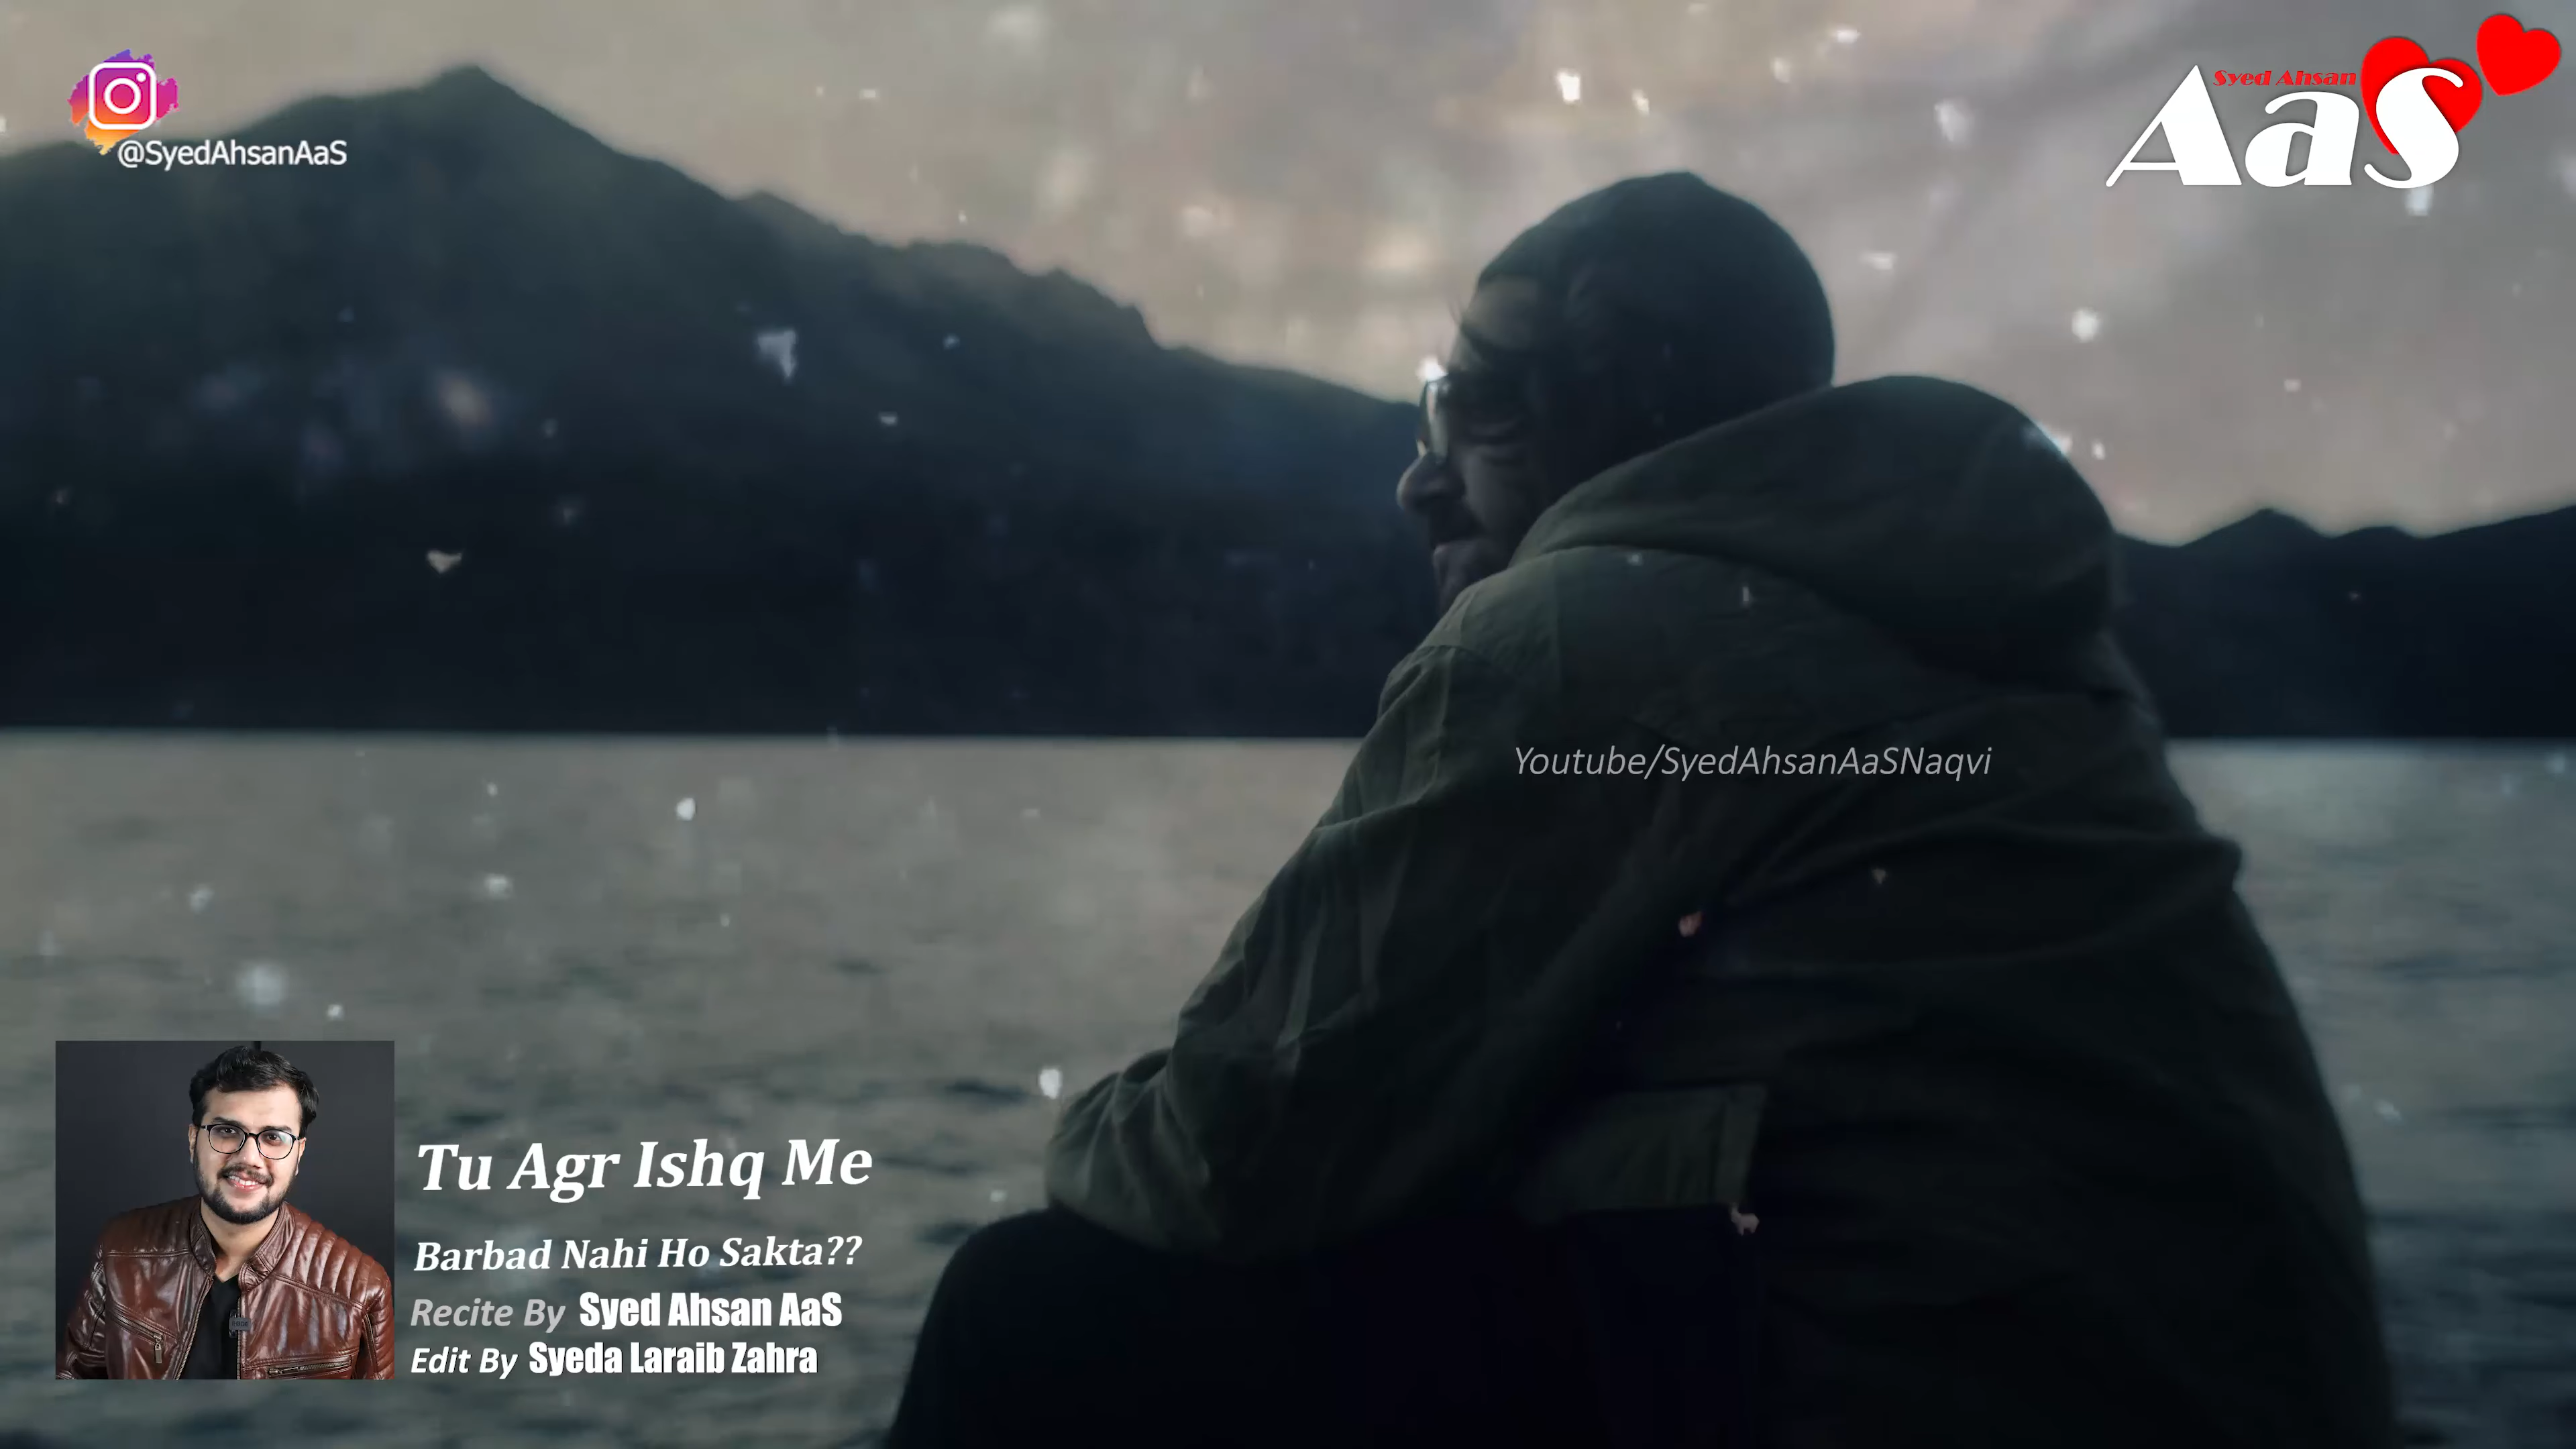 @SyedAhsanAaS
Syed Ahsan
AaS
Youtube/SyedAhsanAaSNaqvi
Tu Agr Ishq Me
Barbad Nahi Ho Sakta??
Recite By Syed Ahsan AaS
Edit By Syeda Laraib Zahra